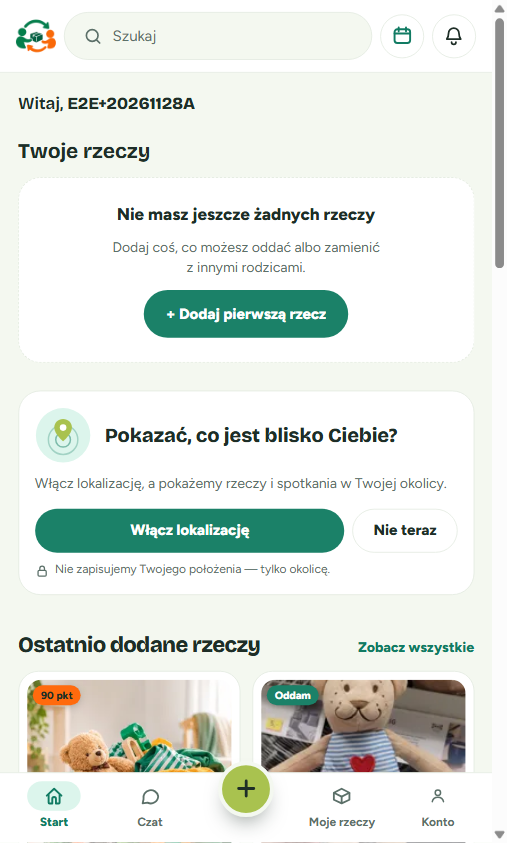 Szukaj
Witaj, E2E+20261128A
Twoje rzeczy
Nie masz jeszcze żadnych rzeczy
Dodaj coś, co możesz oddać albo zamienić
z innymi rodzicami.
+ Dodaj pierwszą rzecz
Pokazać, co jest blisko Ciebie?
Włącz lokalizację, a pokażemy rzeczy i spotkania w Twojej okolicy.
Włącz lokalizację
Nie teraz
Nie zapisujemy Twojego położenia — tylko okolicę.
Ostatnio dodane rzeczy
Zobacz wszystkie
90 pkt
Oddam
Start
Czat
+
Moje rzeczy
Konto